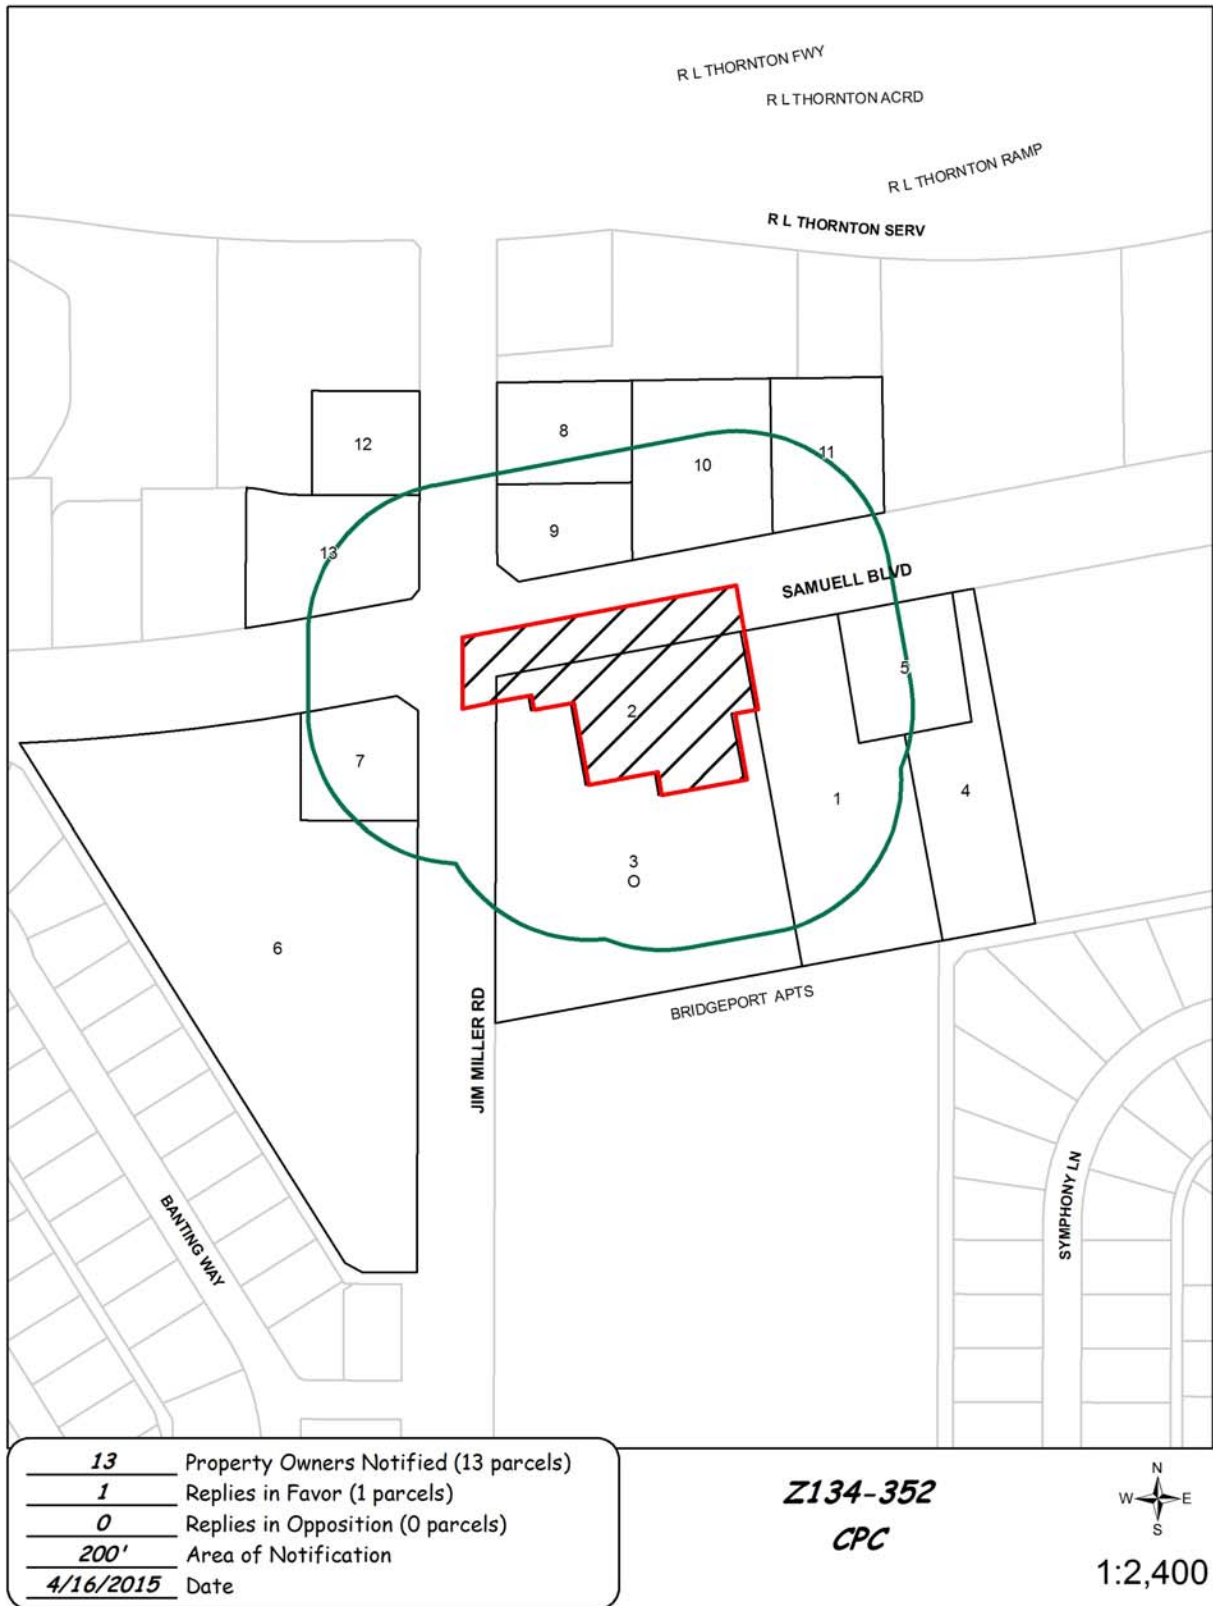 R L THORNTON FWY
R L THORNTON ACRD
R L THORNTON RAMP
R L THORNTON SERV
12
8
10
11
9
13
SAMUELL BLVD
5
2
7
1
4
3
O
6
BRIDGEPORT APTS
JIM MILLER RD
BANTING WAY
SYMPHONY LN
13 Property Owners Notified (13 parcels)
1 Replies in Favor (1 parcels)
0 Replies in Opposition (0 parcels)
200' Area of Notification
4/16/2015 Date
Z134-352
CPC
N
W E
S
1:2,400